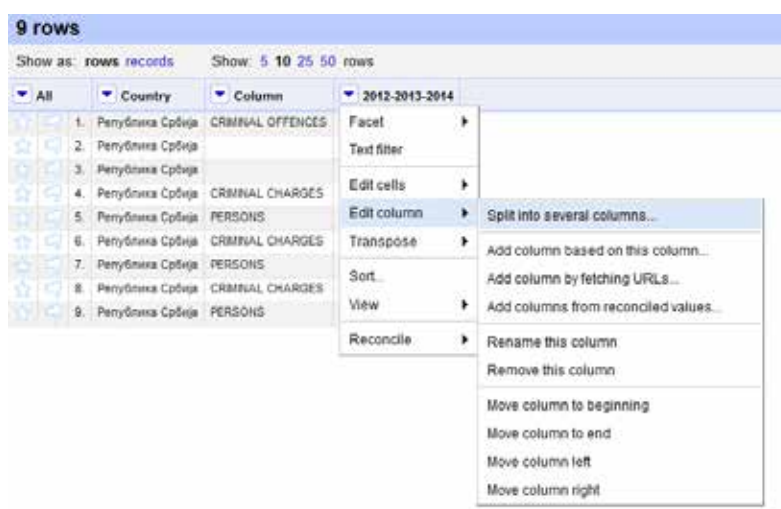 9 rows
Show as: rows records Show: 5 10 25 50 rows
All Country Column 2012-2013-2014
1. Република Србија CRIMINAL OFFENCES
2. Република Србија
3. Република Србија
4. Република Србија CRIMINAL CHARGES
5. Република Србија PERSONS
6. Република Србија CRIMINAL CHARGES
7. Република Србија PERSONS
8. Република Србија CRIMINAL CHARGES
9. Република Србија PERSONS
Facet
Text filter
Edit cells
Edit column
Transpose
Sort...
View
Reconcile
Split into several columns...
Add column based on this column...
Add column by fetching URLs...
Add columns from reconciled values...
Rename this column
Remove this column
Move column to beginning
Move column to end
Move column left
Move column right